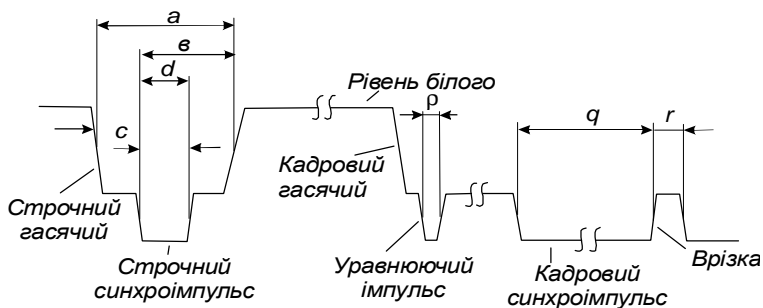 a
в
d
c
Рівень білого
ρ
q
r
Строчний
гасячий
Строчний
синхроімпульс
Кадровий
гасячий
Уравнюючий
імпульс
Кадровий
синхроімпульс
Врізка